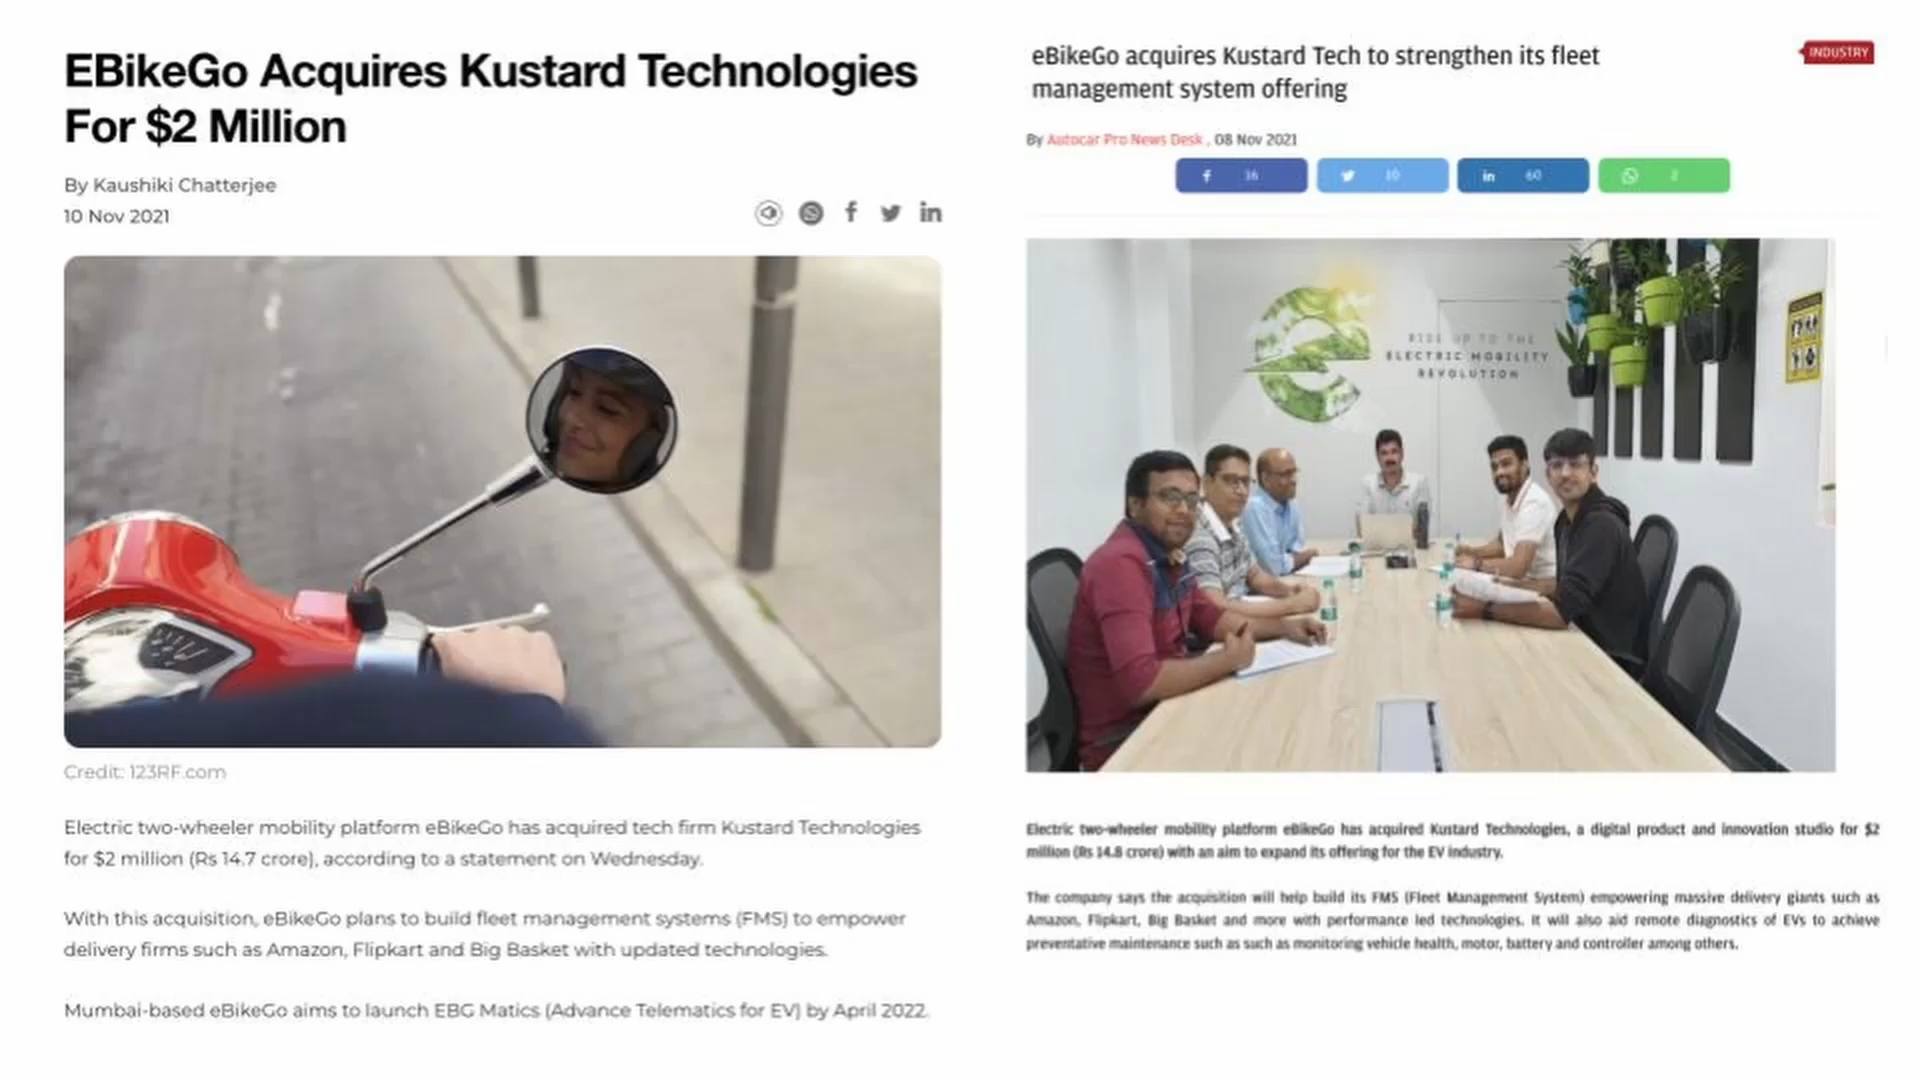 EBikeGo Acquires Kustard Technologies
For $2 Million
By Kaushiki Chatterjee
10 Nov 2021
Credit: 123RF.com
Electric two-wheeler mobility platform eBikeGo has acquired tech firm Kustard Technologies
for $2 million (Rs 14.7 crore), according to a statement on Wednesday.
With this acquisition, eBikeGo plans to build fleet management systems (FMS) to empower
delivery firms such as Amazon, Flipkart and Big Basket with updated technologies.
Mumbai-based eBikeGo aims to launch EBG Matics (Advance Telematics for EV) by April 2022.
eBikeGo acquires Kustard Tech to strengthen its fleet
management system offering
INDUSTRY
By Autocar Pro News Desk , 08 Nov 2021
16 10 60 2
RIDE UP TO THE
ELECTRIC MOBILITY
REVOLUTION
Electric two-wheeler mobility platform eBikeGo has acquired Kustard Technologies, a digital product and innovation studio for $2
million (Rs 14.8 crore) with an aim to expand its offering for the EV industry.
The company says the acquisition will help build its FMS (Fleet Management System) empowering massive delivery giants such as
Amazon, Flipkart, Big Basket and more with performance led technologies. It will also aid remote diagnostics of EVs to achieve
preventative maintenance such as such as monitoring vehicle health, motor, battery and controller among others.